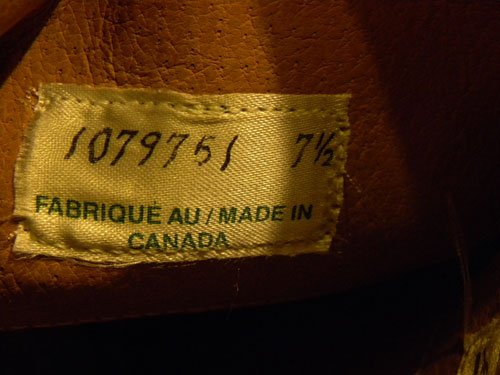 1079751 7½
FABRIQUÉ AU / MADE IN
CANADA